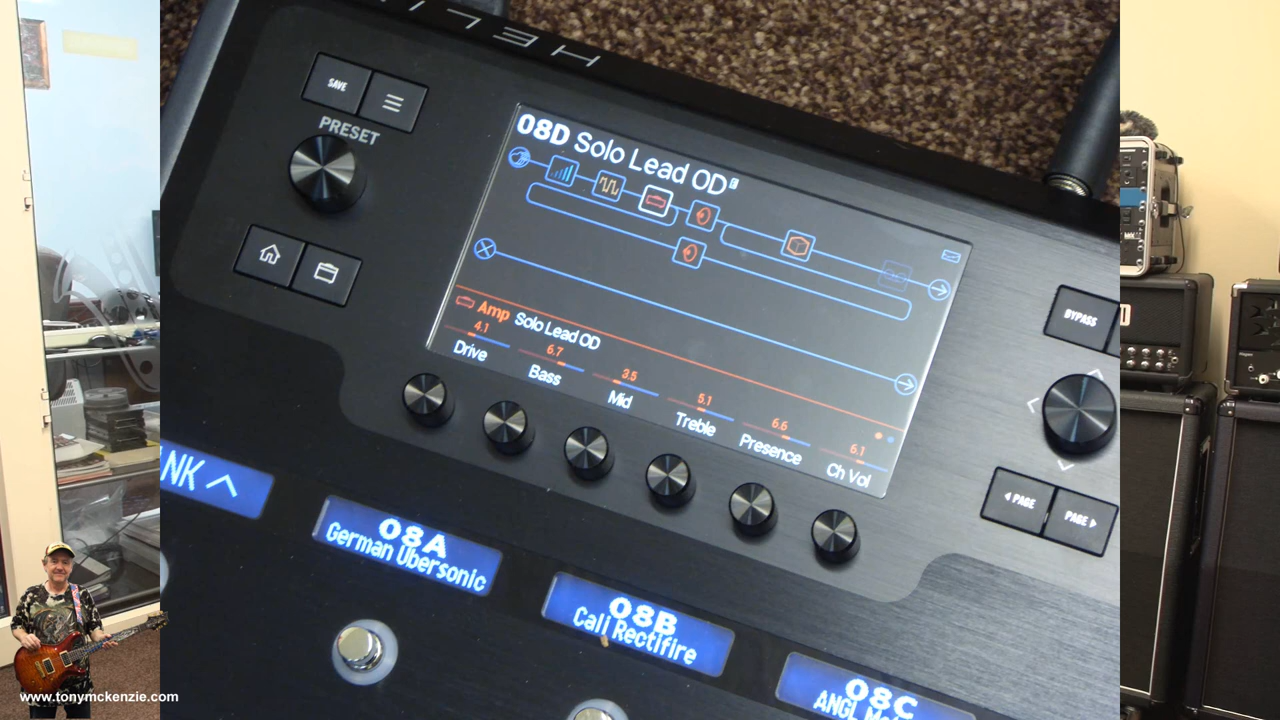 HELIX
SAVE
PRESET
08D Solo Lead OD
Amp Solo Lead OD
4.1 6.7 3.5 5.1 6.6 6.1
Drive Bass Mid Treble Presence Ch Vol
BYPASS
PAGE PAGE
08A
German Ubersonic
08B
Cali Rectifire
08C
ANGL
www.tonymckenzie.com